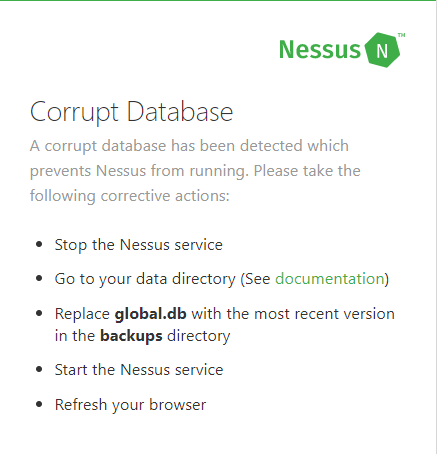 Nessus N ™
Corrupt Database
A corrupt database has been detected which
prevents Nessus from running. Please take the
following corrective actions:
• Stop the Nessus service
• Go to your data directory (See documentation)
• Replace global.db with the most recent version
in the backups directory
• Start the Nessus service
• Refresh your browser